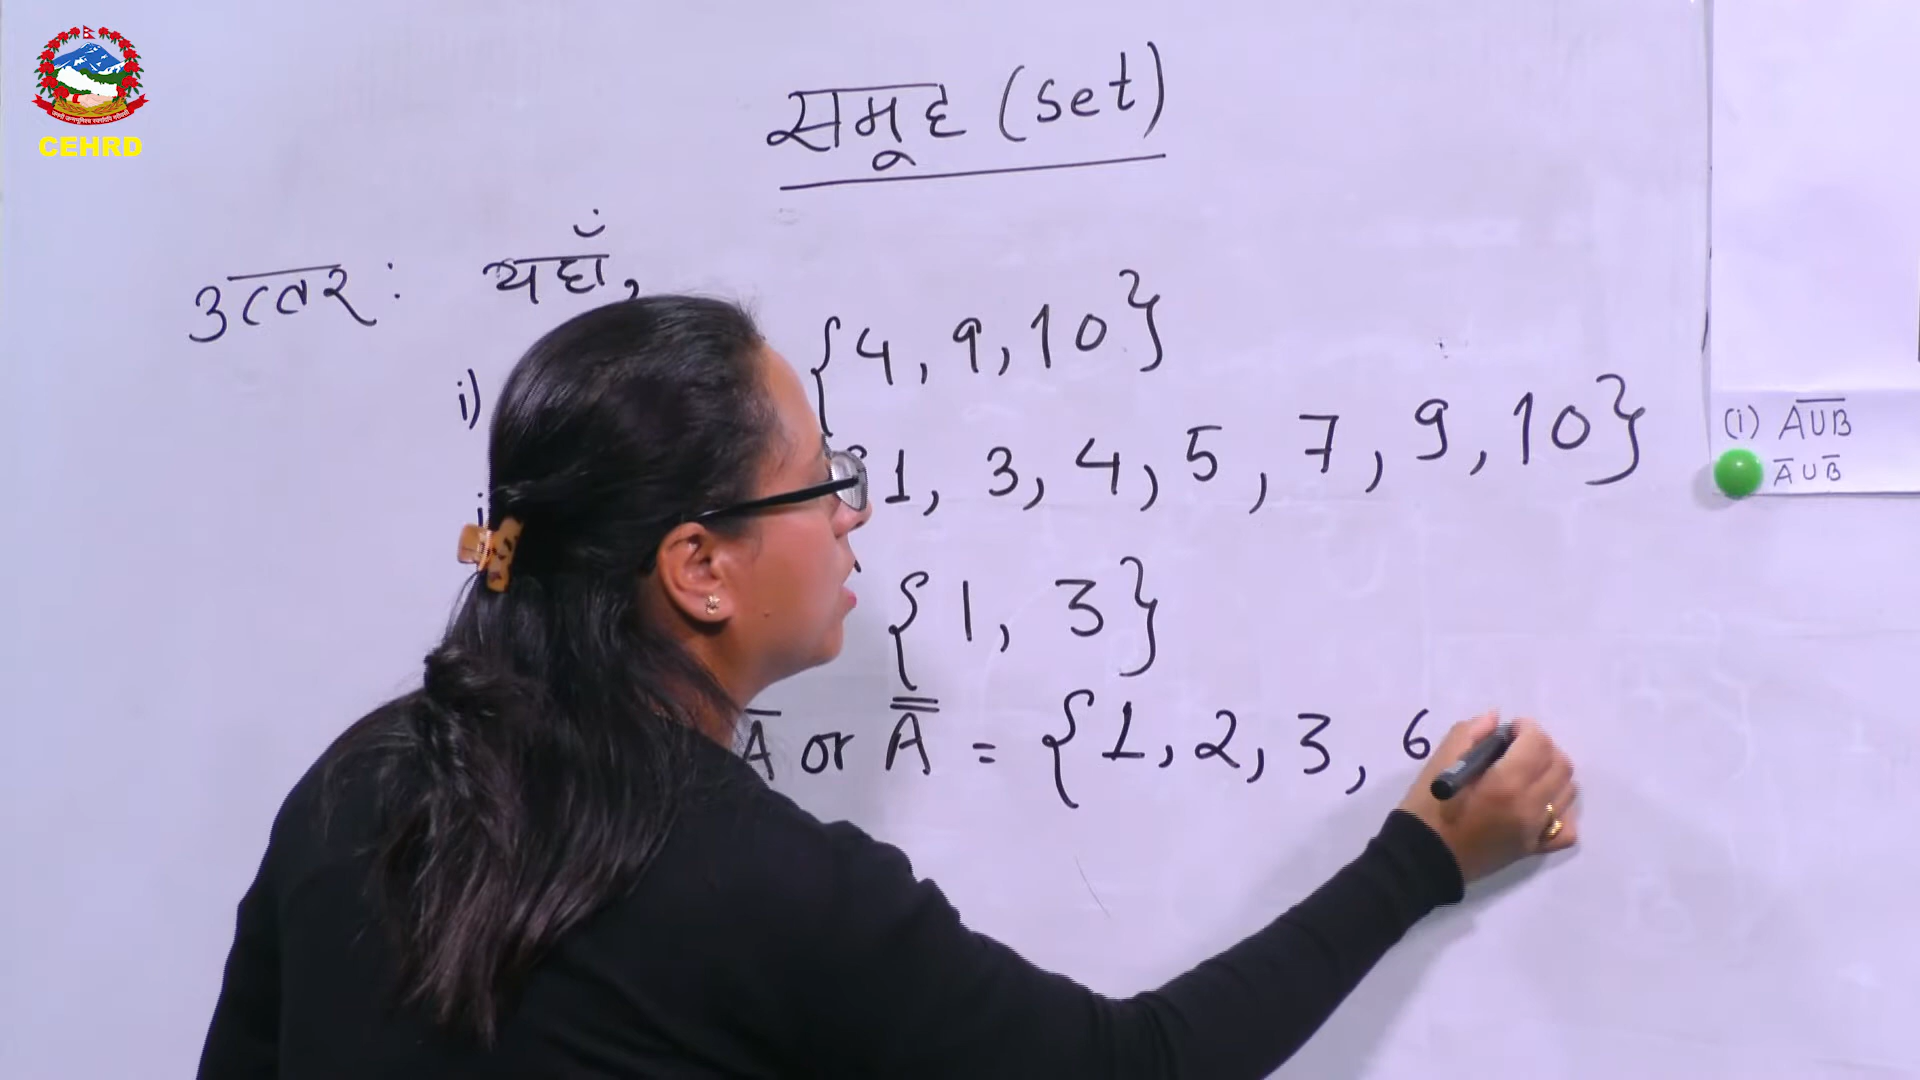 CEHRD
समूह (set)
उत्तर: यहाँ,
i) {4, 9, 10}
{1, 3, 4, 5, 7, 9, 10}
{1, 3}
A̅ or A̿ = {1, 2, 3, 6
(i) A̅U̅B̅
A̅ U B̅